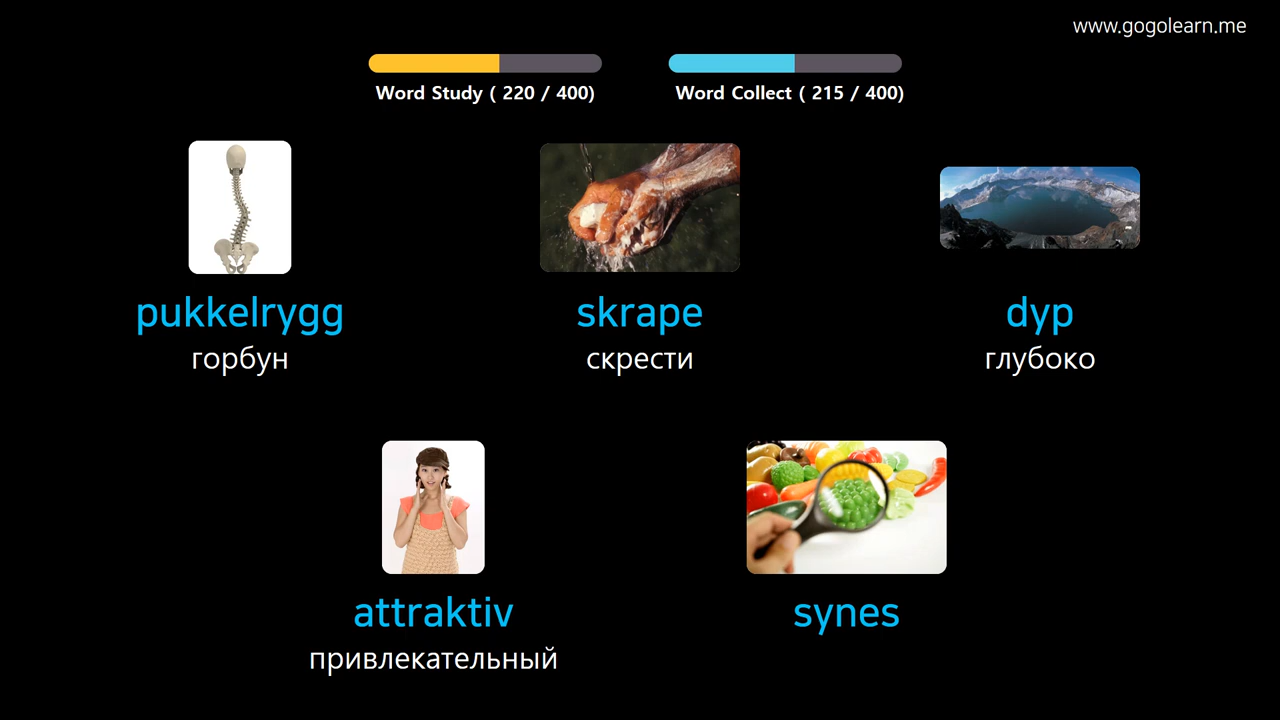 www.gogolearn.me
Word Study ( 220 / 400)
Word Collect ( 215 / 400)
pukkelrygg
горбун
skrape
скрести
dyp
глубоко
attraktiv
привлекательный
synes